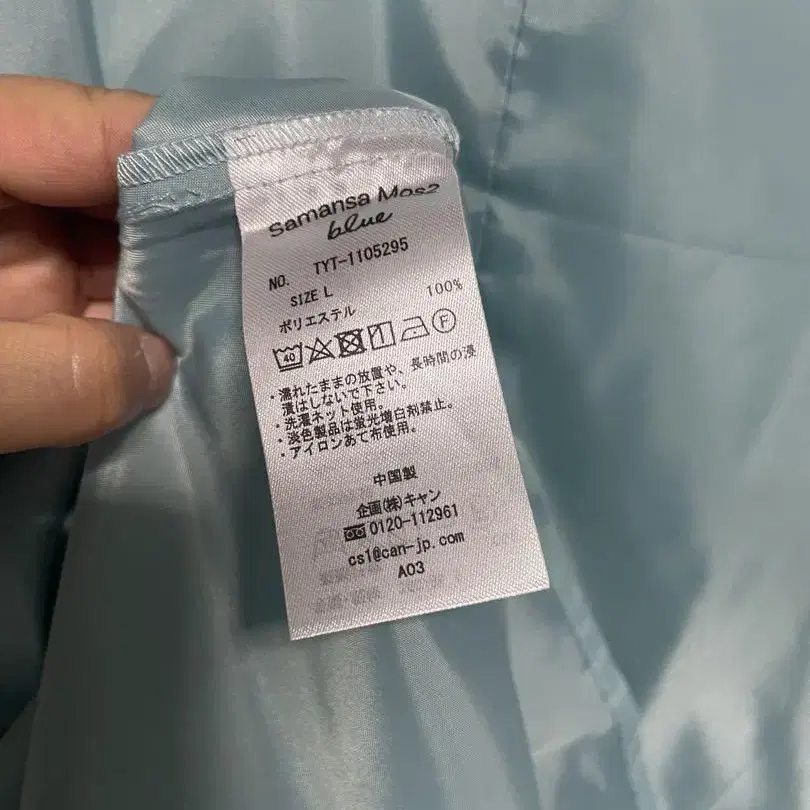 Samansa Mos2
blue
NO. TYT-1105295
SIZE L
ポリエステル 100%
40 F
・濡れたままの放置や、長時間の浸
漬はしないで下さい。
・洗濯ネット使用。
・淡色製品は蛍光増白剤禁止。
・アイロンあて布使用。
中国製
企画(株)キャン
0120-112961
cs1@can-jp.com
A03